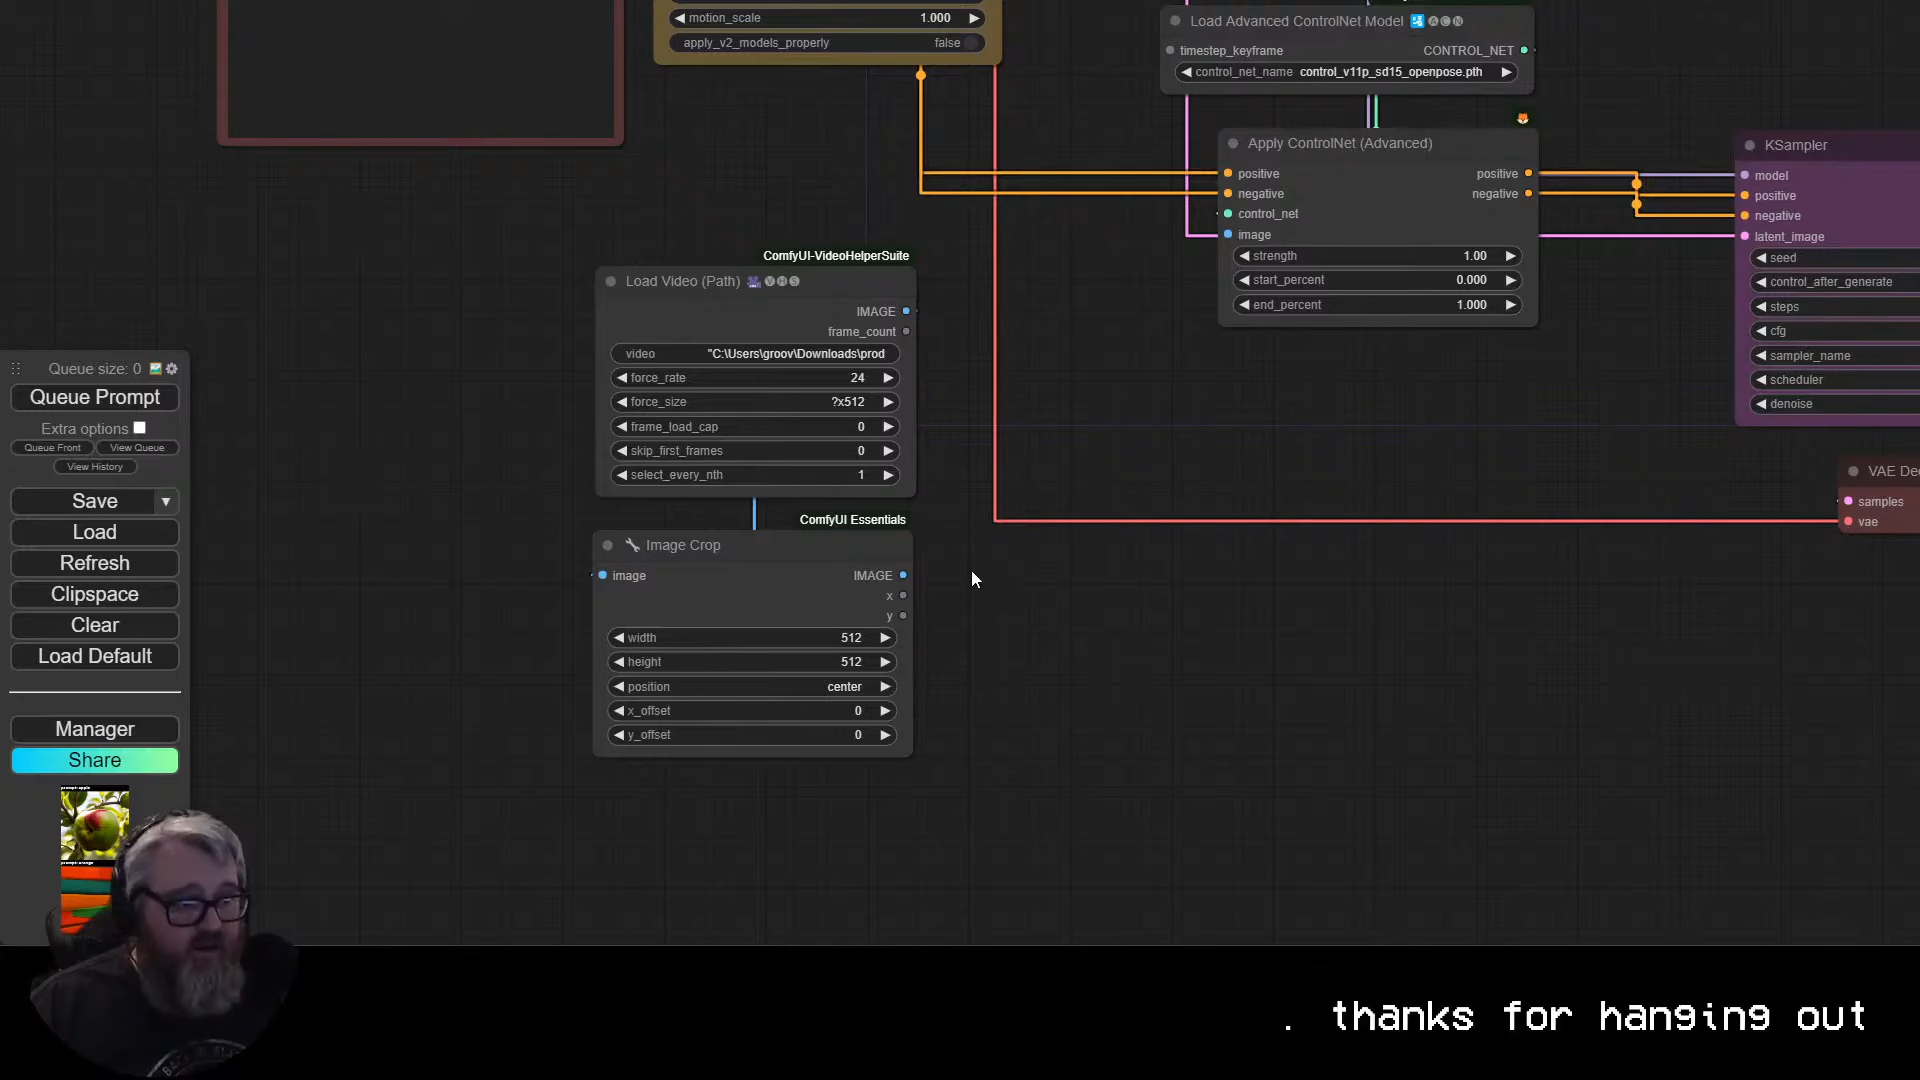 motion_scale 1.000
apply_v2_models_properly false
Load Advanced ControlNet Model ACN
timestep_keyframe CONTROL_NET
control_net_name control_v11p_sd15_openpose.pth
Apply ControlNet (Advanced)
positive positive
negative negative
control_net
image
strength 1.00
start_percent 0.000
end_percent 1.000
KSampler
model
positive
negative
latent_image
seed
control_after_generate
steps
cfg
sampler_name
scheduler
denoise
ComfyUI-VideoHelperSuite
Load Video (Path) VHS
IMAGE
frame_count
video "C:\Users\groov\Downloads\prod
force_rate 24
force_size ?x512
frame_load_cap 0
skip_first_frames 0
select_every_nth 1
VAE Dec
samples
vae
ComfyUI Essentials
Image Crop
image IMAGE
x
y
width 512
height 512
position center
x_offset 0
y_offset 0
Queue size: 0
Queue Prompt
Extra options
Queue Front View Queue
View History
Save
Load
Refresh
Clipspace
Clear
Load Default
Manager
Share
. thanks for hanging out